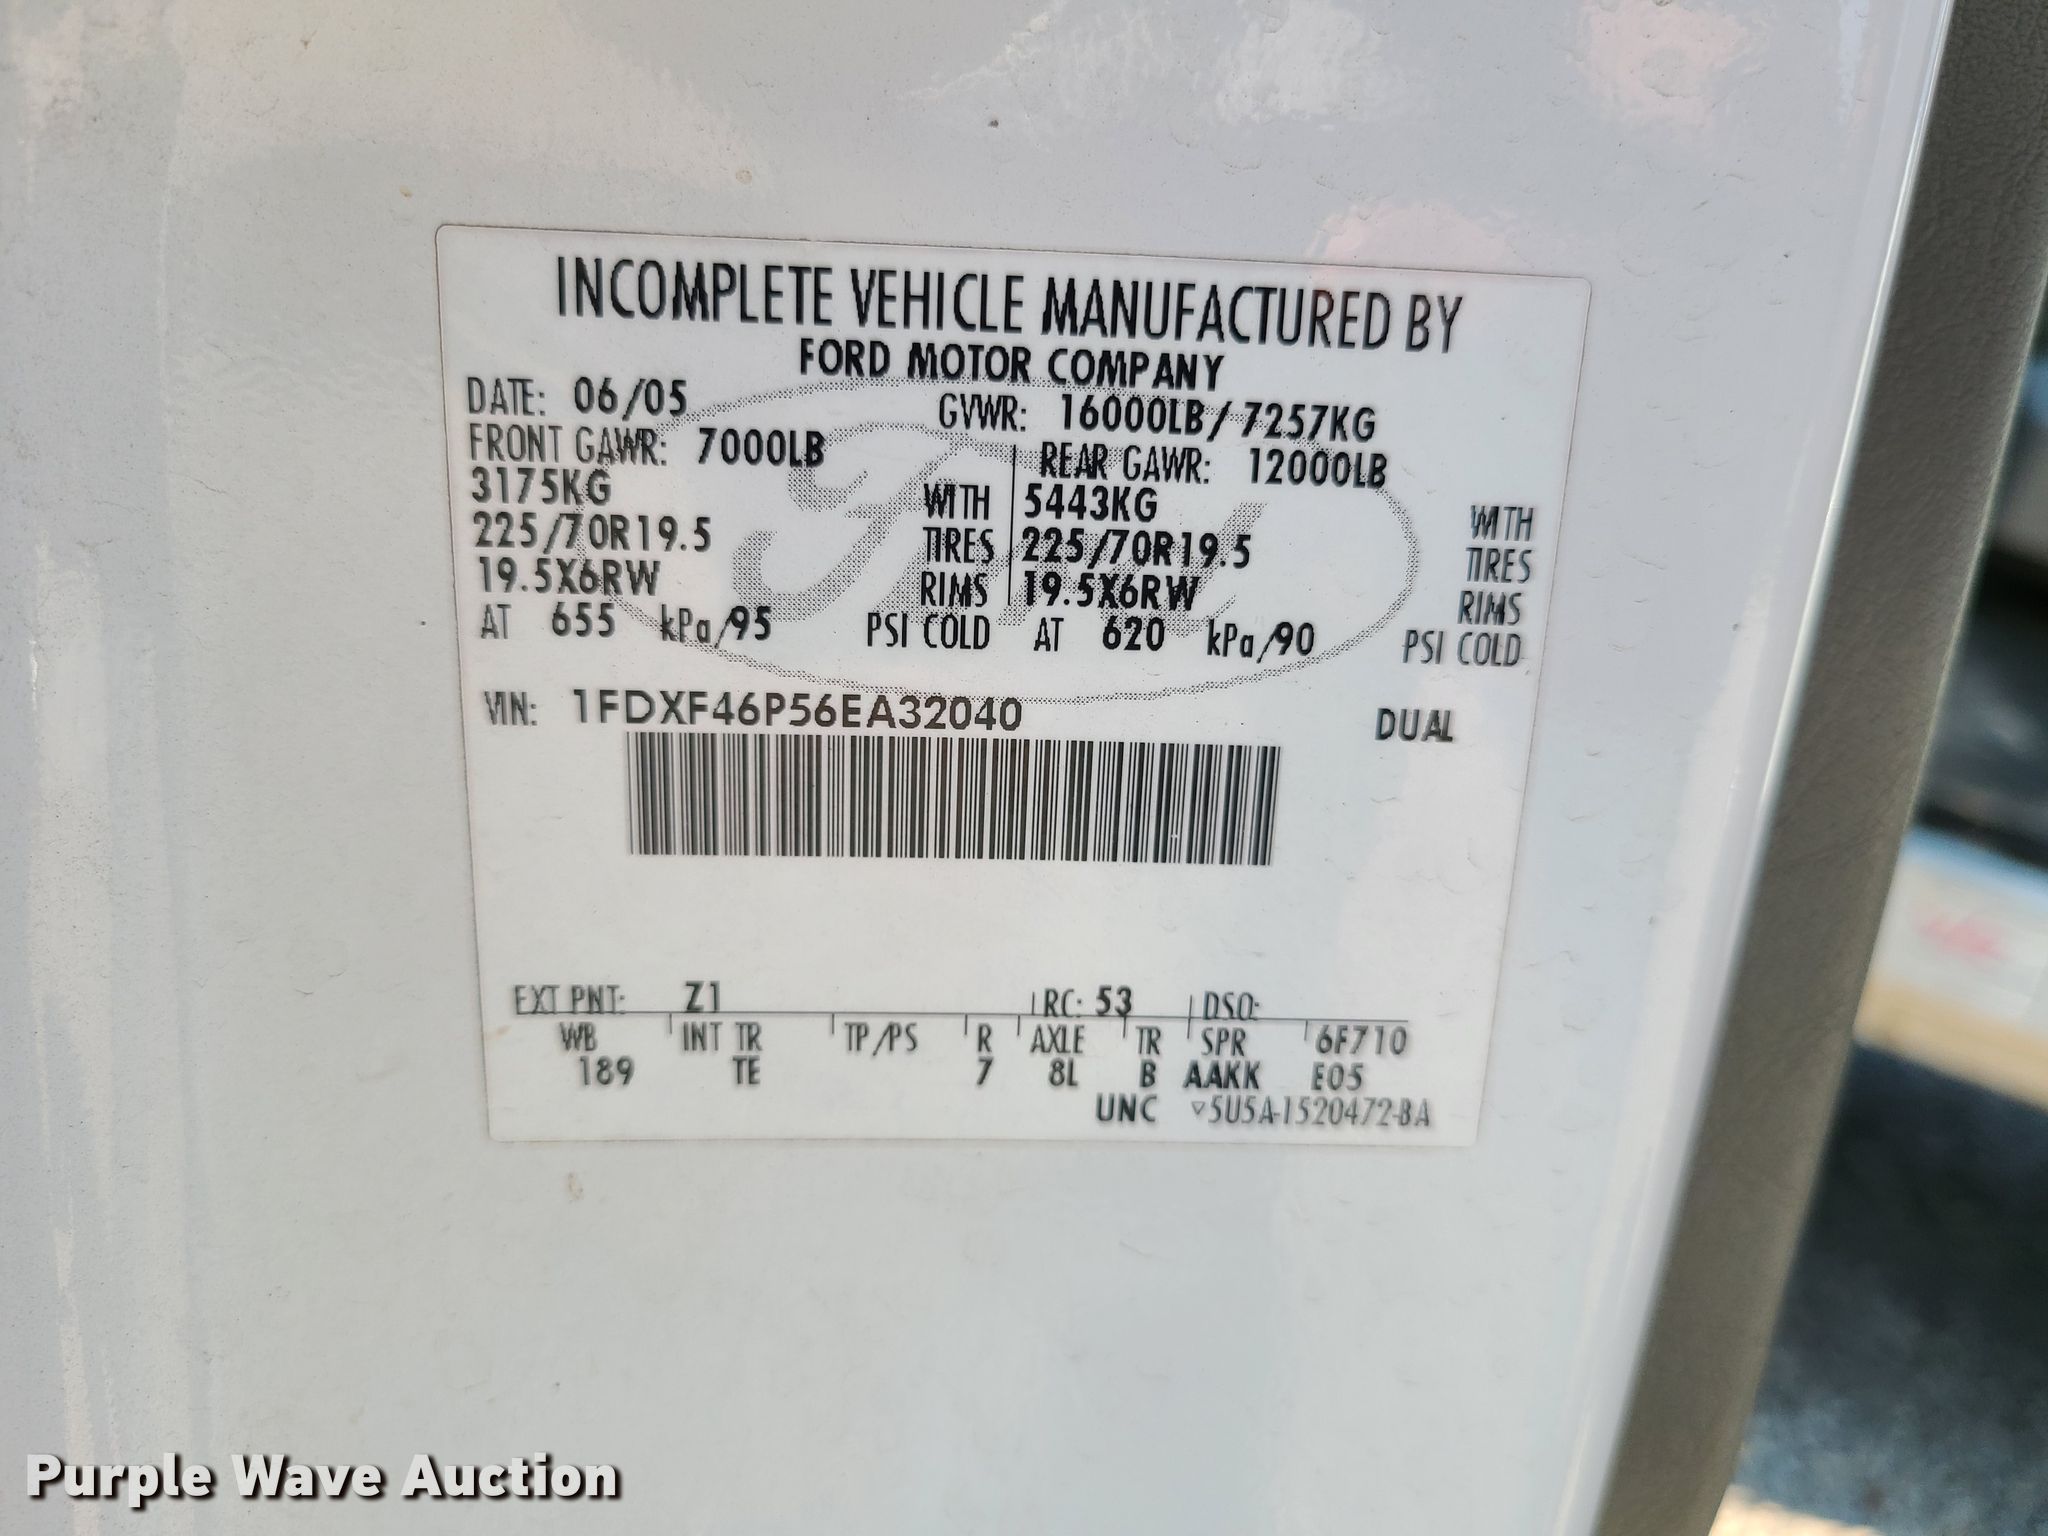 INCOMPLETE VEHICLE MANUFACTURED BY
FORD MOTOR COMPANY
DATE: 06/05 GVWR: 16000LB/7257KG
FRONT GAWR: 7000LB REAR GAWR: 12000LB
3175KG WITH 5443KG WITH
225/70R19.5 TIRES 225/70R19.5 TIRES
19.5X6RW RIMS 19.5X6RW RIMS
AT 655 kPa/95 PSI COLD AT 620 kPa/90 PSI COLD
VIN: 1FDXF46P56EA32040 DUAL
EXT PNT: Z1 RC: 53 DSO:
WB INT TR TP/PS R AXLE TR SPR 6F710
189 TE 7 8L B AAKK E05
UNC ▽5U5A-1520472-BA
Purple Wave Auction